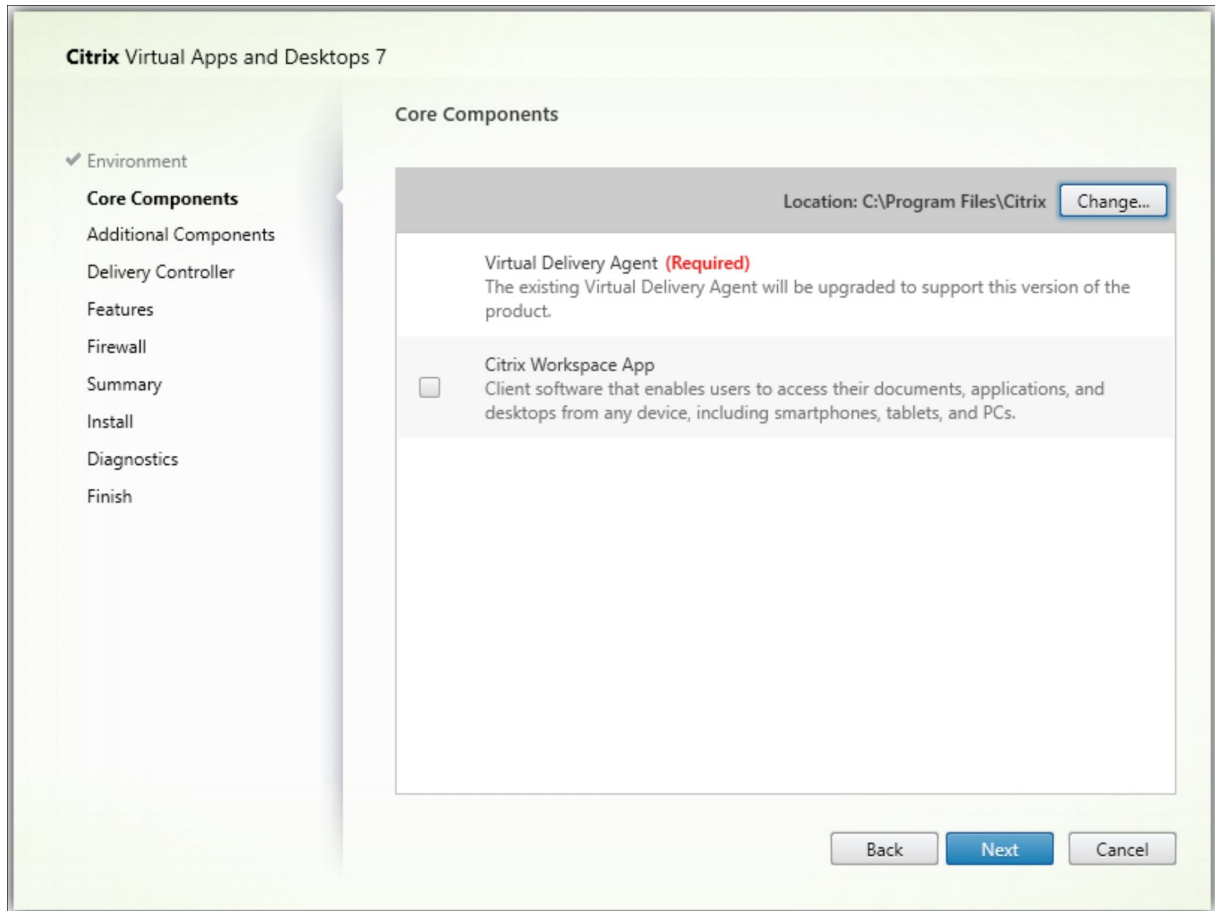 Citrix Virtual Apps and Desktops 7
Environment
Core Components
Additional Components
Delivery Controller
Features
Firewall
Summary
Install
Diagnostics
Finish
Core Components
Location: C:\Program Files\Citrix Change...
Virtual Delivery Agent (Required)
The existing Virtual Delivery Agent will be upgraded to support this version of the
product.
Citrix Workspace App
Client software that enables users to access their documents, applications, and
desktops from any device, including smartphones, tablets, and PCs.
Back Next Cancel